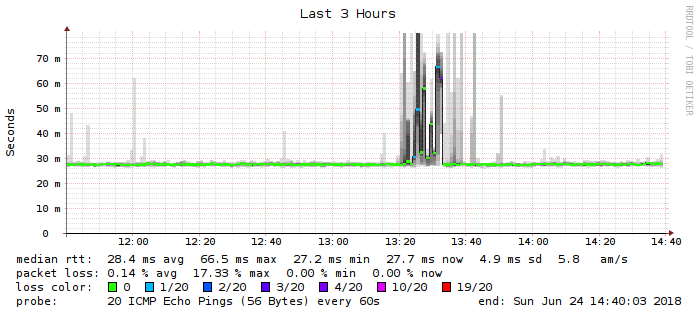 Last 3 Hours
RRDTOOL / TOBI OETIKER
Seconds
70 m
60 m
50 m
40 m
30 m
20 m
10 m
0
12:00 12:20 12:40 13:00 13:20 13:40 14:00 14:20 14:40
median rtt: 28.4 ms avg 66.5 ms max 27.2 ms min 27.7 ms now 4.9 ms sd 5.8 am/s
packet loss: 0.14 % avg 17.33 % max 0.00 % min 0.00 % now
loss color: 0 1/20 2/20 3/20 4/20 10/20 19/20
probe: 20 ICMP Echo Pings (56 Bytes) every 60s end: Sun Jun 24 14:40:03 2018